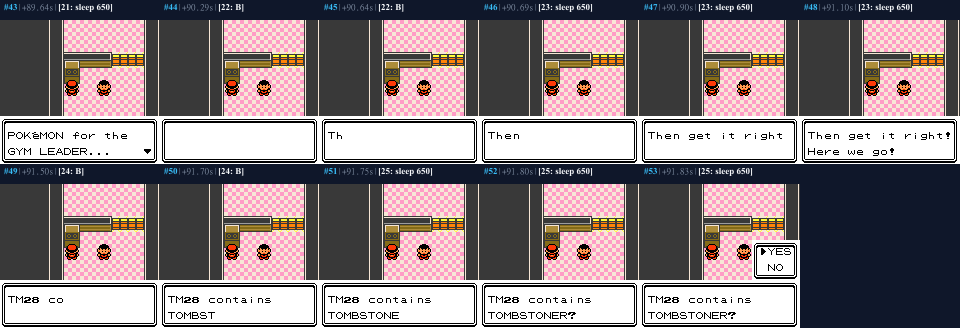 #43|+89.64s| [21: sleep 650]
POKéMON for the
GYM LEADER...
#44|+90.29s| [22: B]
#45|+90.64s| [22: B]
Th
#46|+90.69s| [23: sleep 650]
Then
#47|+90.90s| [23: sleep 650]
Then get it right
#48|+91.10s| [23: sleep 650]
Then get it right!
Here we go!
#49|+91.50s| [24: B]
TM28 co
#50|+91.70s| [24: B]
TM28 contains
TOMBST
#51|+91.75s| [25: sleep 650]
TM28 contains
TOMBSTONE
#52|+91.80s| [25: sleep 650]
TM28 contains
TOMBSTONER?
#53|+91.83s| [25: sleep 650]
YES
NO
TM28 contains
TOMBSTONER?